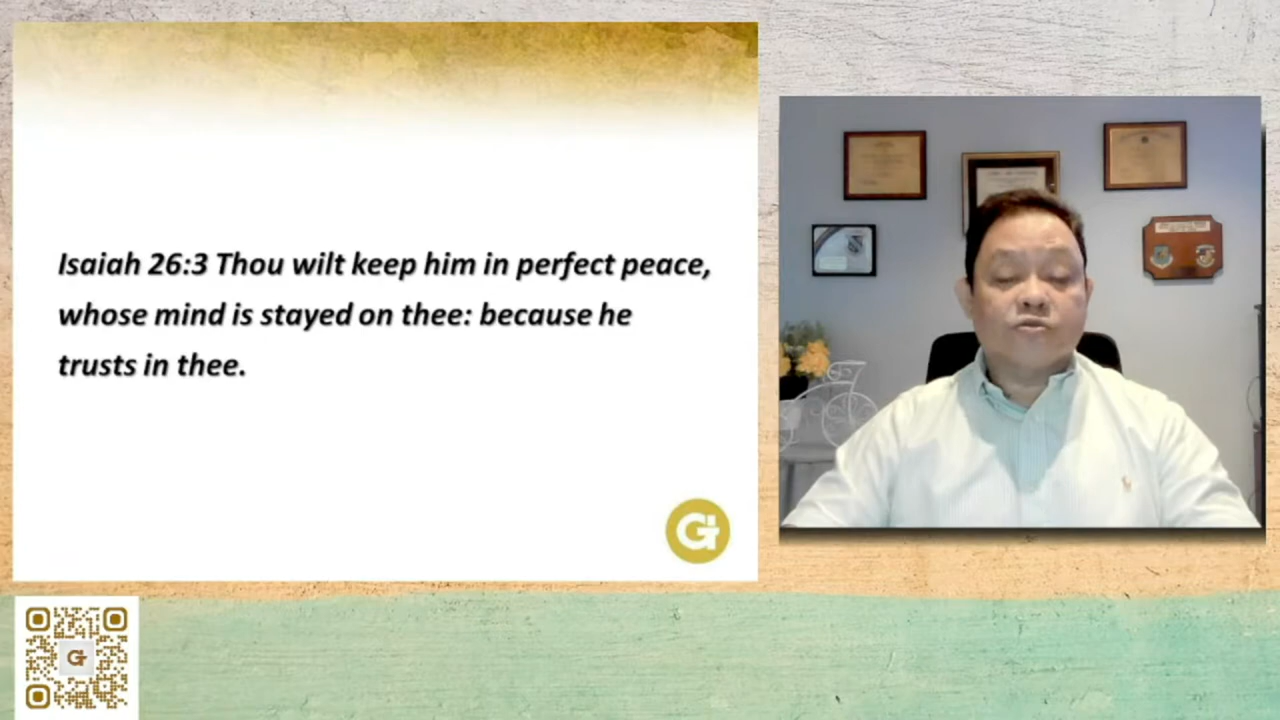 Isaiah 26:3 Thou wilt keep him in perfect peace,
whose mind is stayed on thee: because he
trusts in thee.